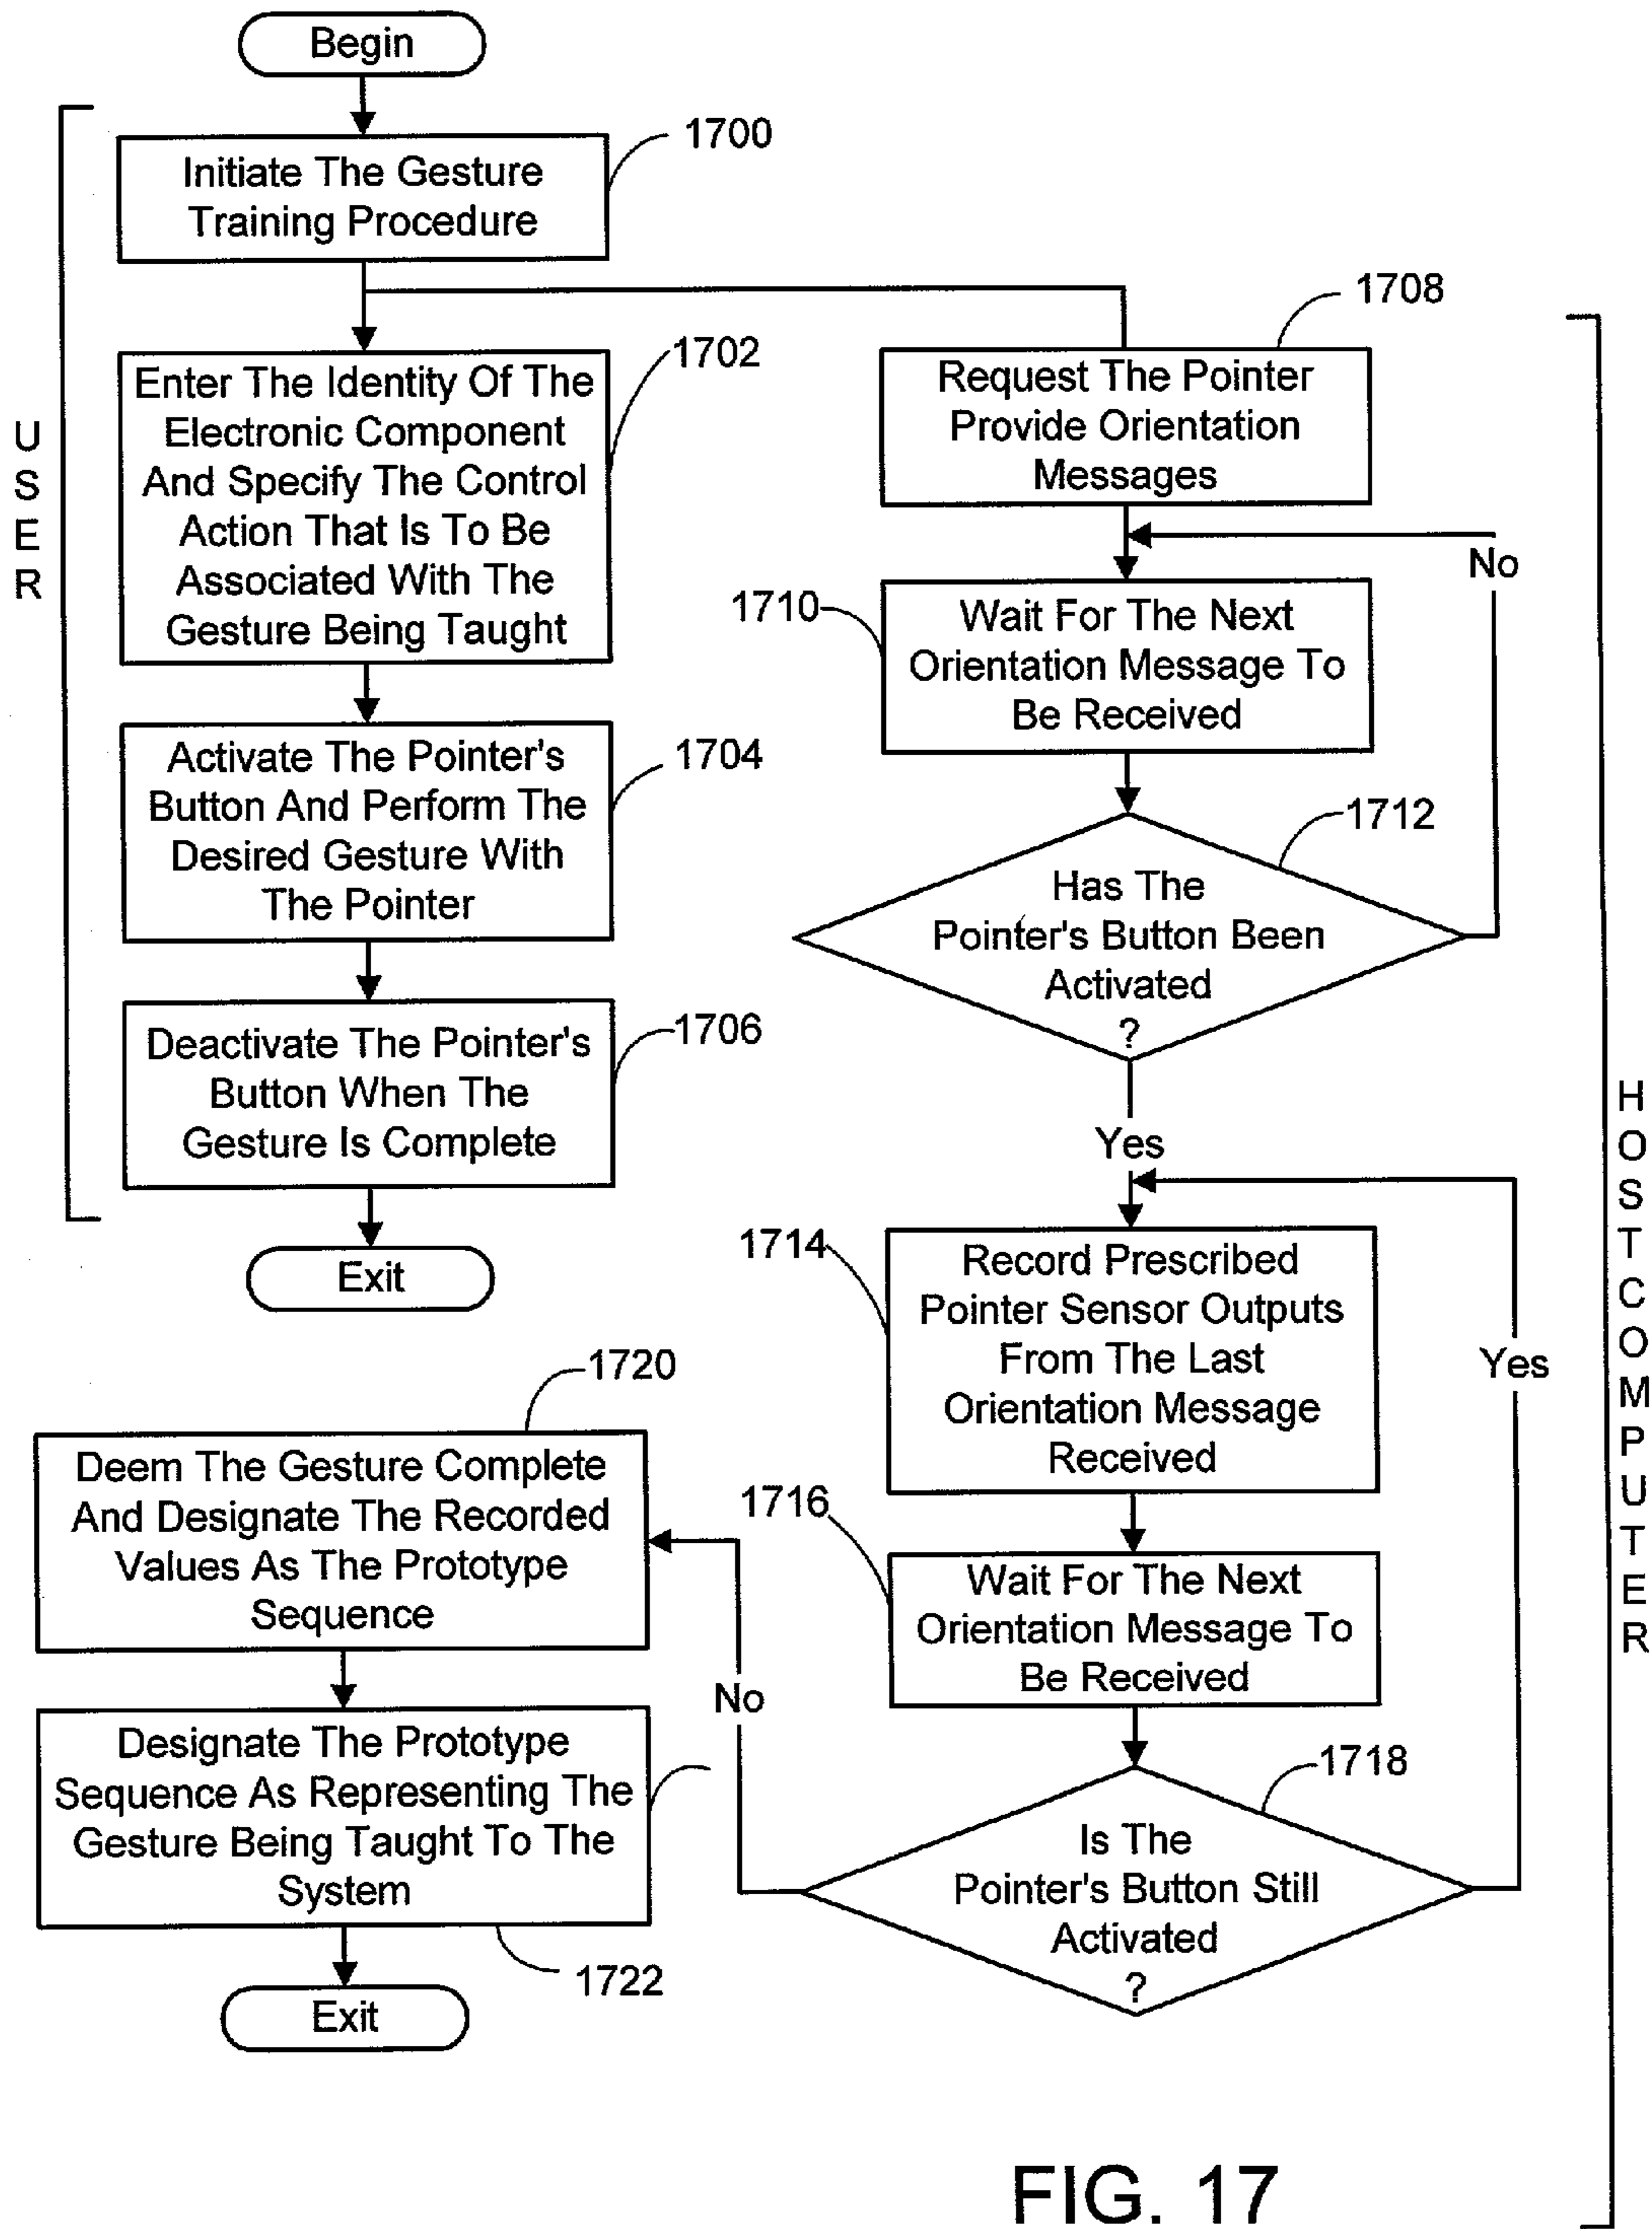 Begin
1700
Initiate The Gesture
Training Procedure
USER
1702
Enter The Identity Of The
Electronic Component
And Specify The Control
Action That Is To Be
Associated With The
Gesture Being Taught
1704
Activate The Pointer's
Button And Perform The
Desired Gesture With
The Pointer
1706
Deactivate The Pointer's
Button When The
Gesture Is Complete
Exit
1708
Request The Pointer
Provide Orientation
Messages
No
1710
Wait For The Next
Orientation Message To
Be Received
1712
Has The
Pointer's Button Been
Activated
?
Yes
HOST COMPUTER
1714
Record Prescribed
Pointer Sensor Outputs
From The Last
Orientation Message
Received
Yes
1716
Wait For The Next
Orientation Message To
Be Received
1718
Is The
Pointer's Button Still
Activated
?
No
1720
Deem The Gesture Complete
And Designate The Recorded
Values As The Prototype
Sequence
Designate The Prototype
Sequence As Representing The
Gesture Being Taught To The
System
1722
Exit
FIG. 17